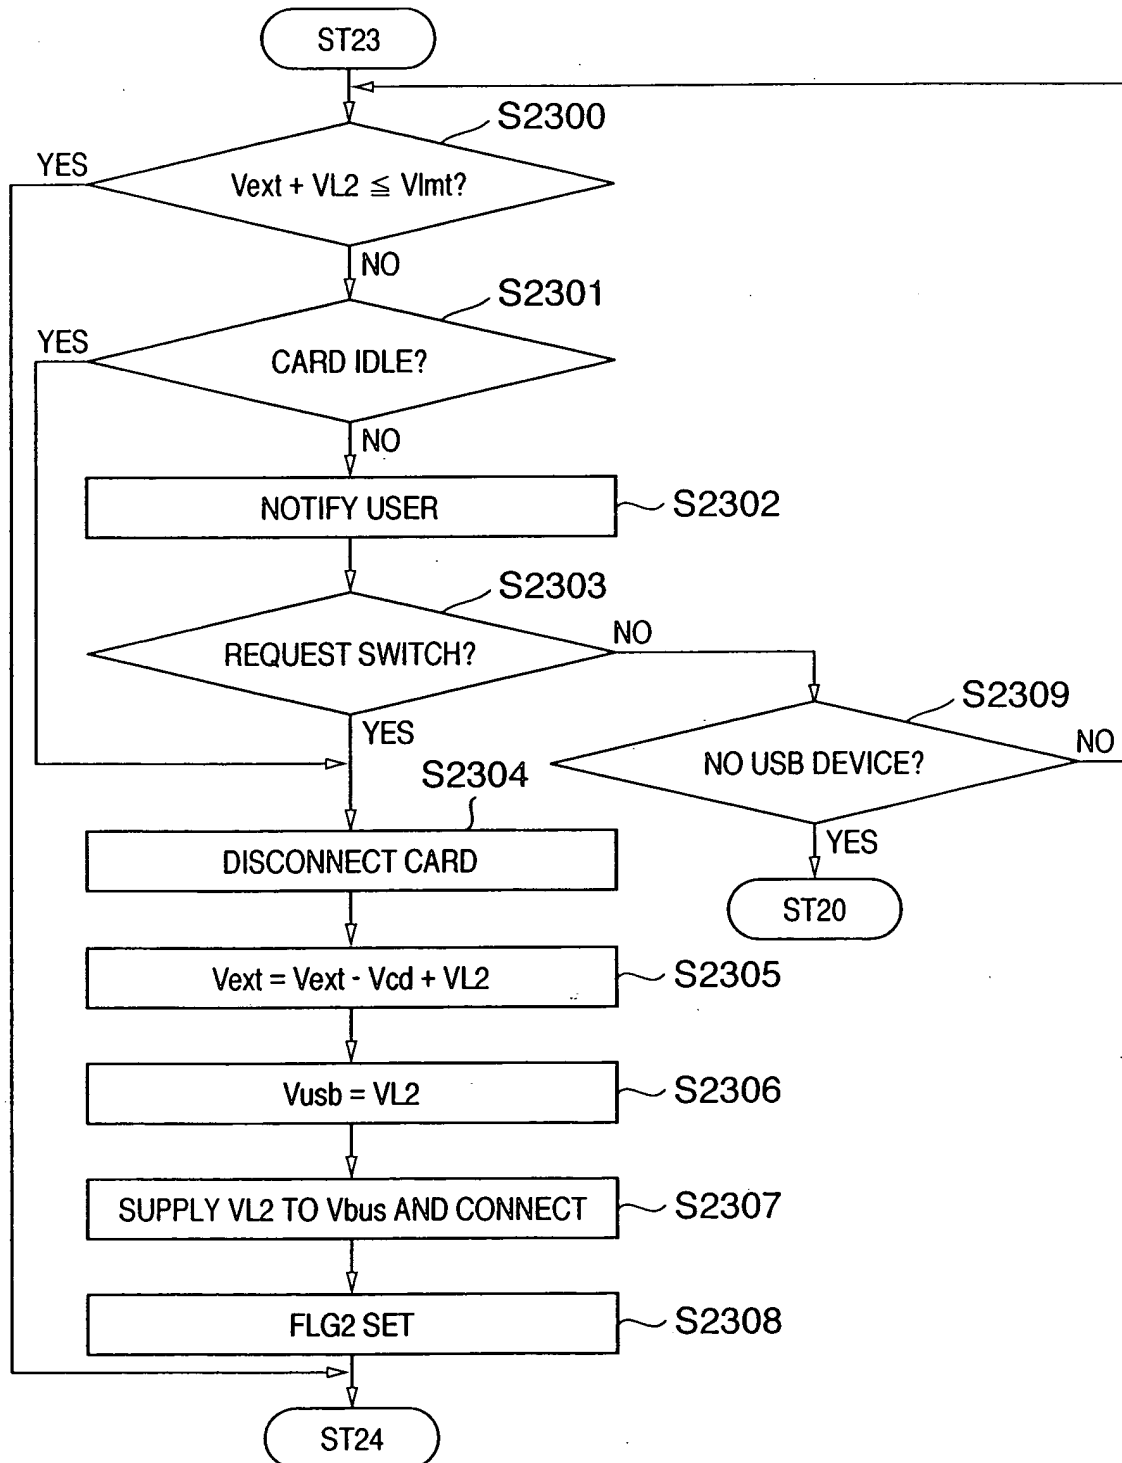 ST23
S2300
YES
Vext + VL2 ≦ Vlmt?
NO
S2301
YES
CARD IDLE?
NO
NOTIFY USER
S2302
S2303
REQUEST SWITCH?
NO
S2309
YES
NO USB DEVICE?
NO
S2304
YES
DISCONNECT CARD
ST20
Vext = Vext - Vcd + VL2
S2305
Vusb = VL2
S2306
SUPPLY VL2 TO Vbus AND CONNECT
S2307
FLG2 SET
S2308
ST24